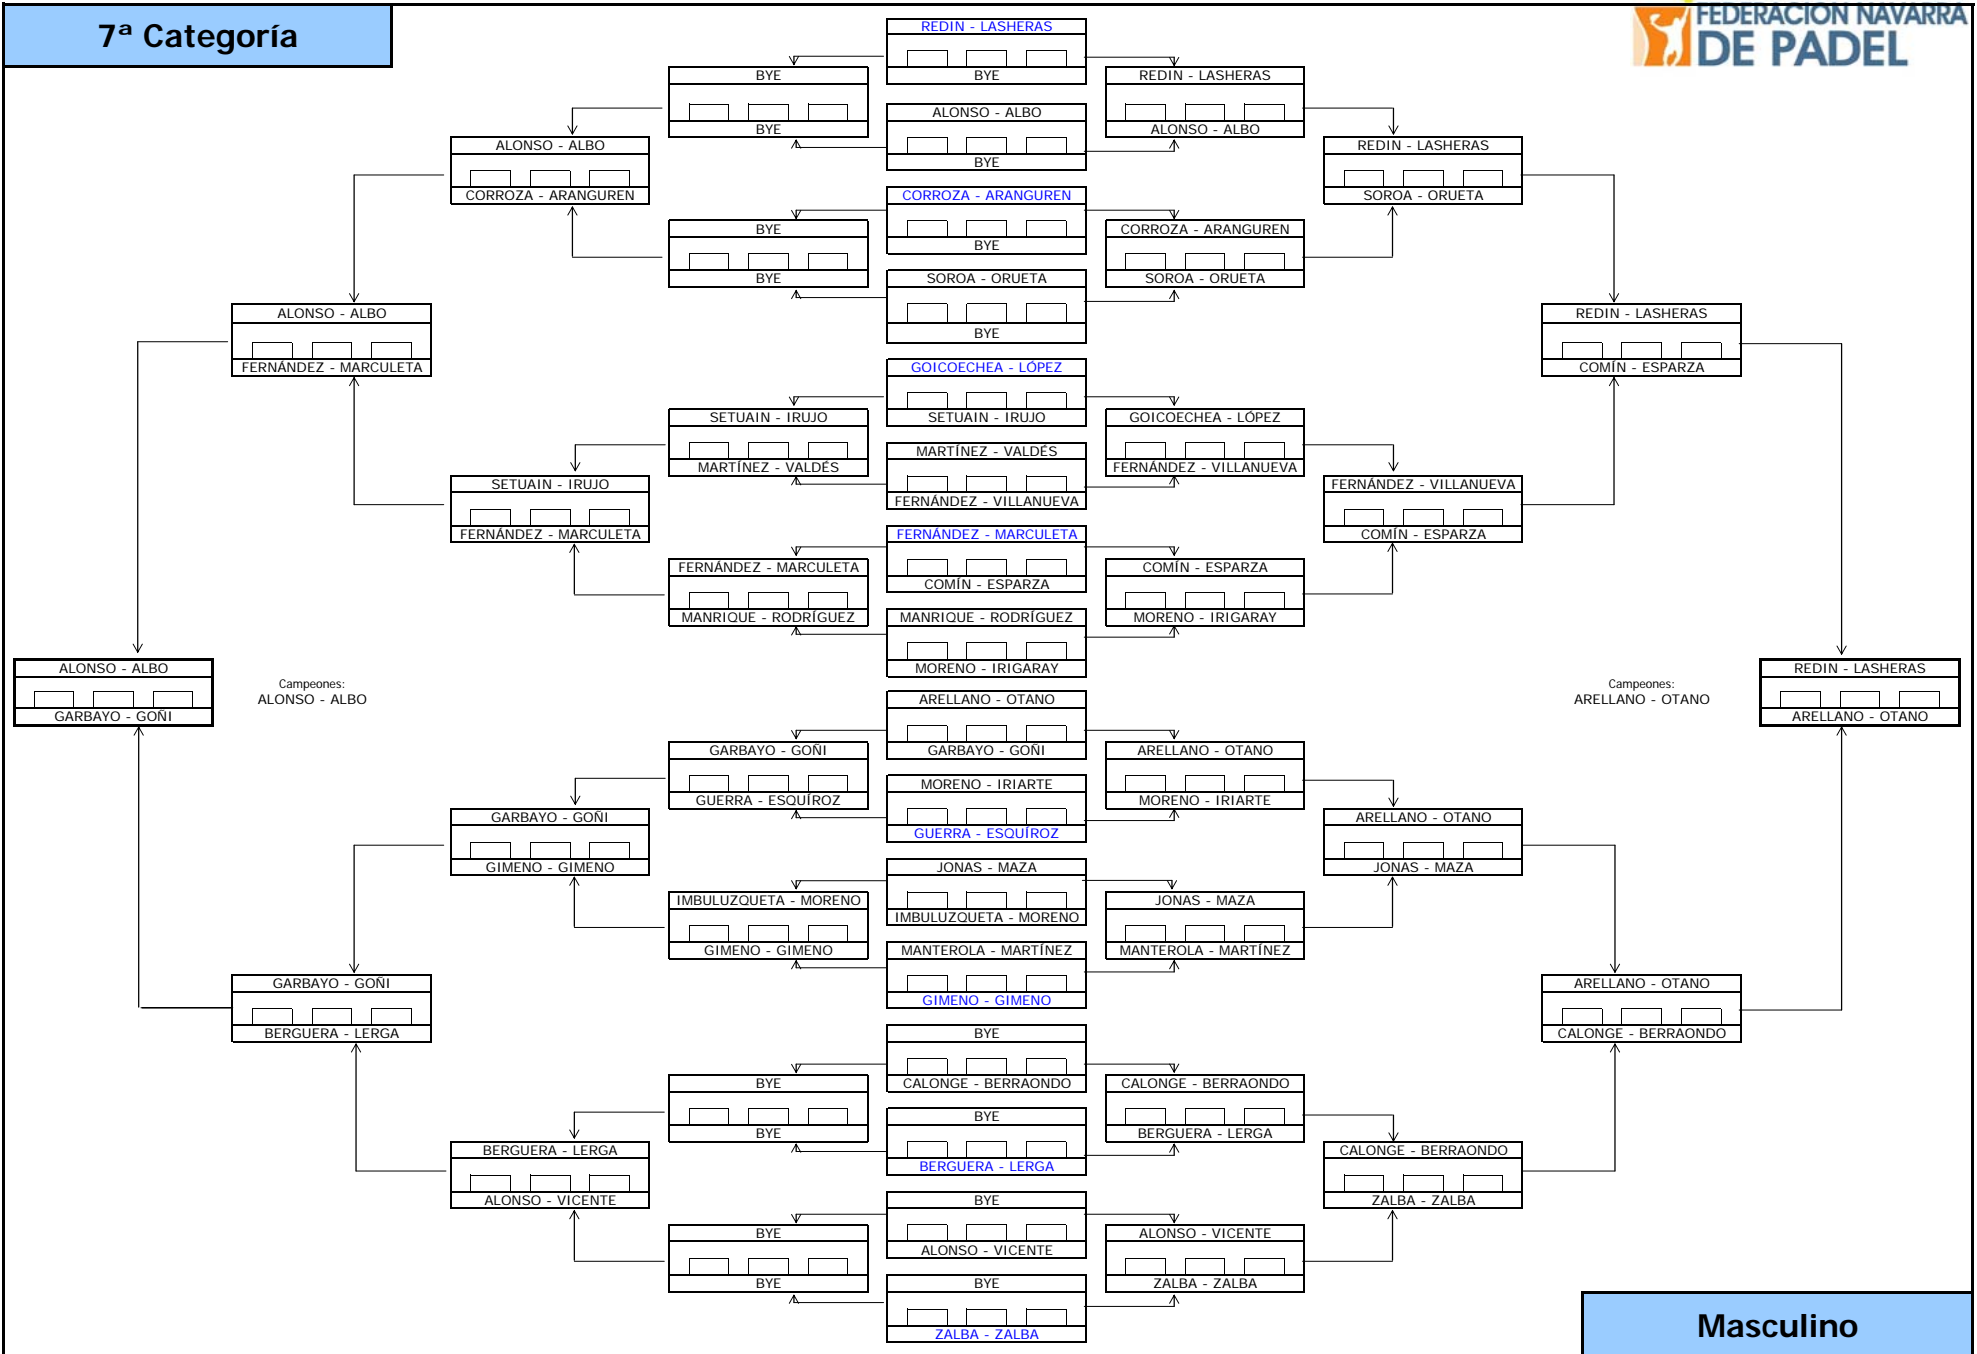 7ª Categoría
FEDERACIÓN NAVARRA
DE PADEL
REDIN - LASHERAS
BYE
ALONSO - ALBO
BYE
CORROZA - ARANGUREN
BYE
SOROA - ORUETA
BYE
GOICOECHEA - LÓPEZ
SETUAIN - IRUJO
MARTÍNEZ - VALDÉS
FERNÁNDEZ - VILLANUEVA
FERNÁNDEZ - MARCULETA
COMÍN - ESPARZA
MANRIQUE - RODRÍGUEZ
MORENO - IRIGARAY
ARELLANO - OTANO
GARBAYO - GOÑI
MORENO - IRIARTE
GUERRA - ESQUÍROZ
JONAS - MAZA
IMBULUZQUETA - MORENO
MANTEROLA - MARTÍNEZ
GIMENO - GIMENO
BYE
CALONGE - BERRAONDO
BYE
BERGUERA - LERGA
BYE
ALONSO - VICENTE
BYE
ZALBA - ZALBA
BYE
BYE
BYE
BYE
SETUAIN - IRUJO
MARTÍNEZ - VALDÉS
FERNÁNDEZ - MARCULETA
MANRIQUE - RODRÍGUEZ
GARBAYO - GOÑI
GUERRA - ESQUÍROZ
IMBULUZQUETA - MORENO
GIMENO - GIMENO
BYE
BYE
BYE
BYE
ALONSO - ALBO
CORROZA - ARANGUREN
SETUAIN - IRUJO
FERNÁNDEZ - MARCULETA
GARBAYO - GOÑI
GIMENO - GIMENO
BERGUERA - LERGA
ALONSO - VICENTE
ALONSO - ALBO
FERNÁNDEZ - MARCULETA
GARBAYO - GOÑI
BERGUERA - LERGA
ALONSO - ALBO
GARBAYO - GOÑI
Campeones:
ALONSO - ALBO
REDIN - LASHERAS
ALONSO - ALBO
CORROZA - ARANGUREN
SOROA - ORUETA
GOICOECHEA - LÓPEZ
FERNÁNDEZ - VILLANUEVA
COMÍN - ESPARZA
MORENO - IRIGARAY
ARELLANO - OTANO
MORENO - IRIARTE
JONAS - MAZA
MANTEROLA - MARTÍNEZ
CALONGE - BERRAONDO
BERGUERA - LERGA
ALONSO - VICENTE
ZALBA - ZALBA
REDIN - LASHERAS
SOROA - ORUETA
FERNÁNDEZ - VILLANUEVA
COMÍN - ESPARZA
ARELLANO - OTANO
JONAS - MAZA
CALONGE - BERRAONDO
ZALBA - ZALBA
REDIN - LASHERAS
COMÍN - ESPARZA
ARELLANO - OTANO
CALONGE - BERRAONDO
Campeones:
ARELLANO - OTANO
REDIN - LASHERAS
ARELLANO - OTANO
Masculino